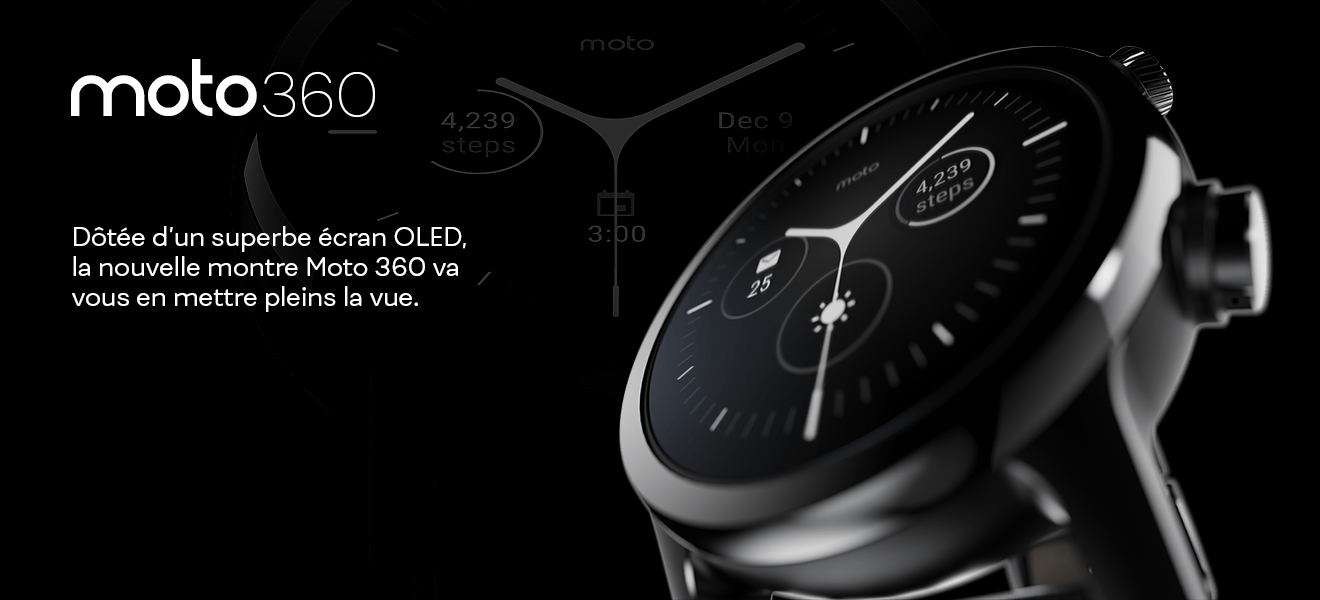 moto360
moto
4,239
steps
Dec 9
Mon
3:00
moto
4,239
steps
25
Dôtée d'un superbe écran OLED,
la nouvelle montre Moto 360 va
vous en mettre pleins la vue.